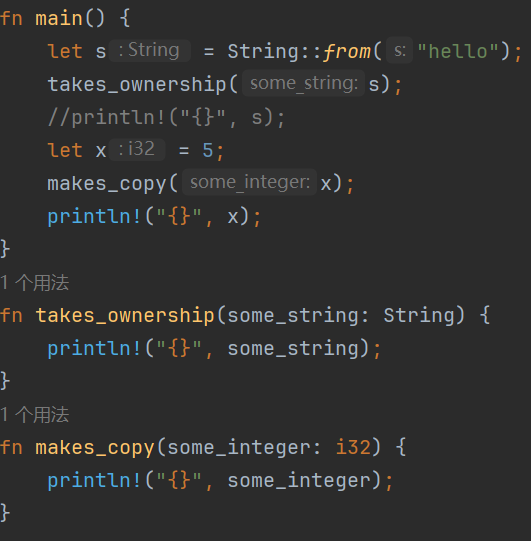 fn main() {
    let s: String = String::from(s:"hello");
    takes_ownership(some_string:s);
    //println!("{}", s);
    let x: i32 = 5;
    makes_copy(some_integer:x);
    println!("{}", x);
}
1 个用法
fn takes_ownership(some_string: String) {
    println!("{}", some_string);
}
1 个用法
fn makes_copy(some_integer: i32) {
    println!("{}", some_integer);
}